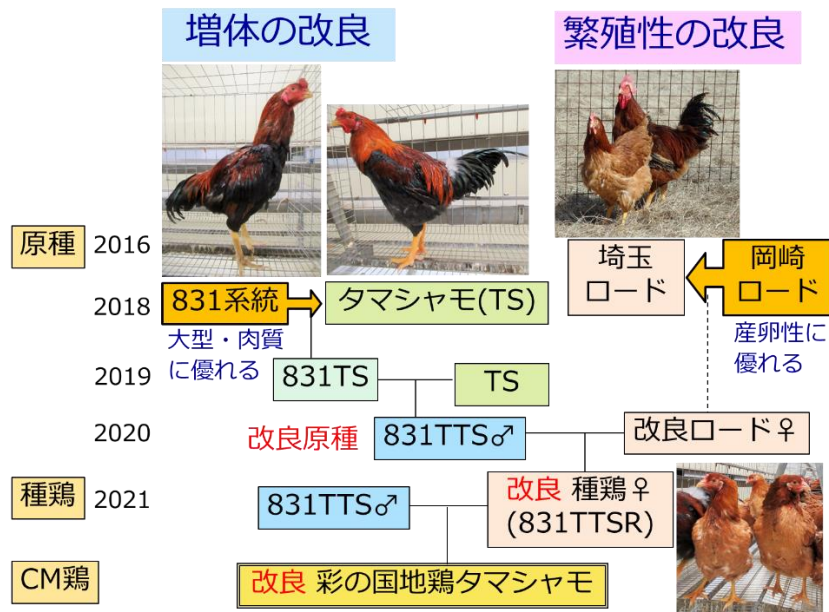 増体の改良
繁殖性の改良
原種
2016
埼玉
ロード
岡崎
ロード
2018
831系統
タマシャモ(TS)
大型・肉質
に優れる
産卵性に
優れる
2019
831TS
TS
2020
改良原種
831TTS♂
改良ロード♀
種鶏
2021
831TTS♂
改良 種鶏♀
(831TTSR)
CM鶏
改良 彩の国地鶏タマシャモ